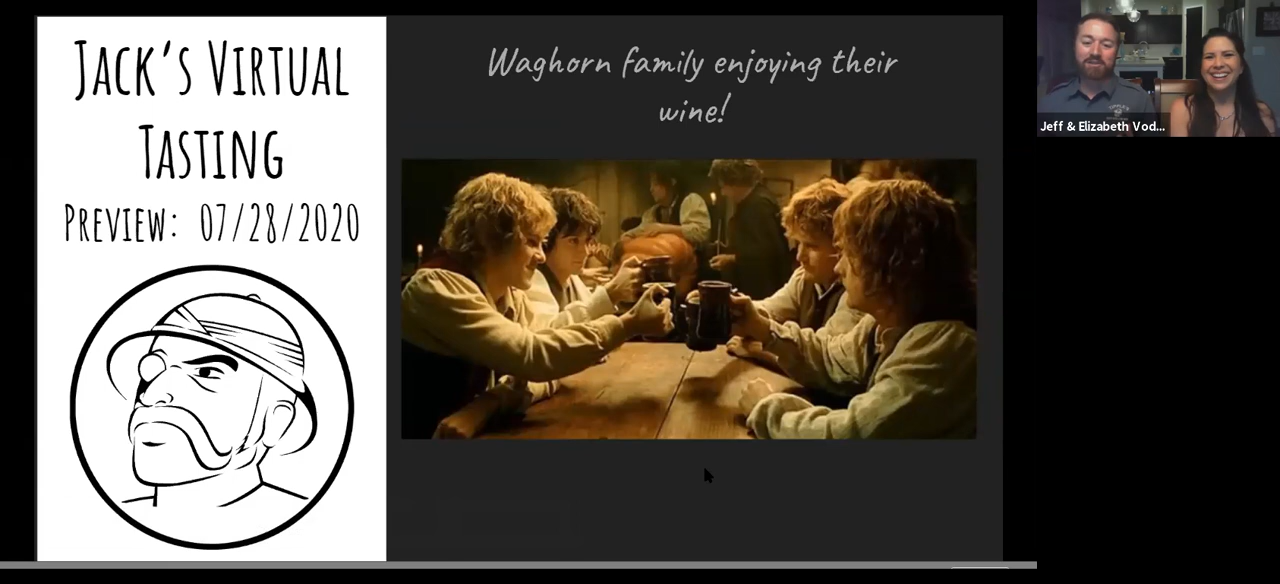 Jack's Virtual
Tasting
Preview: 07/28/2020
Waghorn family enjoying their
wine!
Jeff & Elizabeth Vod...